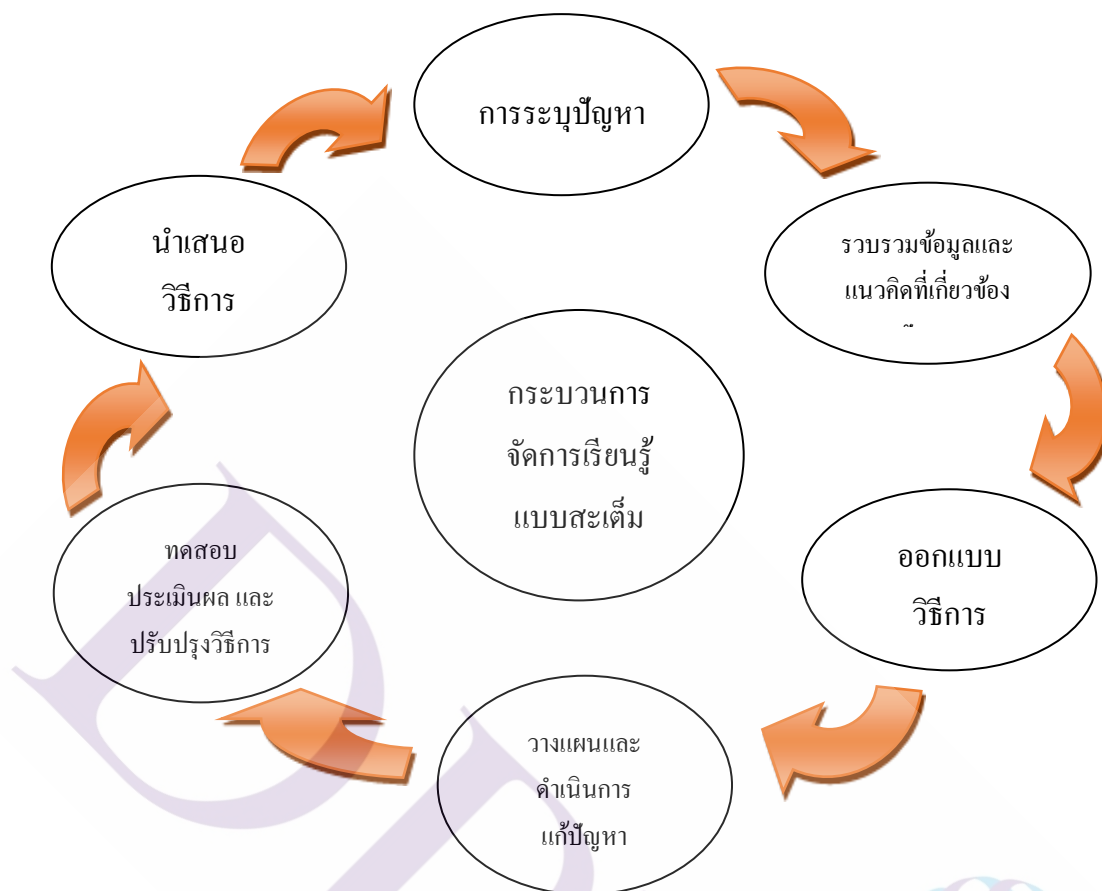 การระบุปัญหา
รวบรวมข้อมูลและ
แนวคิดที่เกี่ยวข้อง
ออกแบบ
วิธีการ
วางแผนและ
ดำเนินการ
แก้ปัญหา
ทดสอบ
ประเมินผล และ
ปรับปรุงวิธีการ
นำเสนอ
วิธีการ
กระบวนการ
จัดการเรียนรู้
แบบสะเต็ม